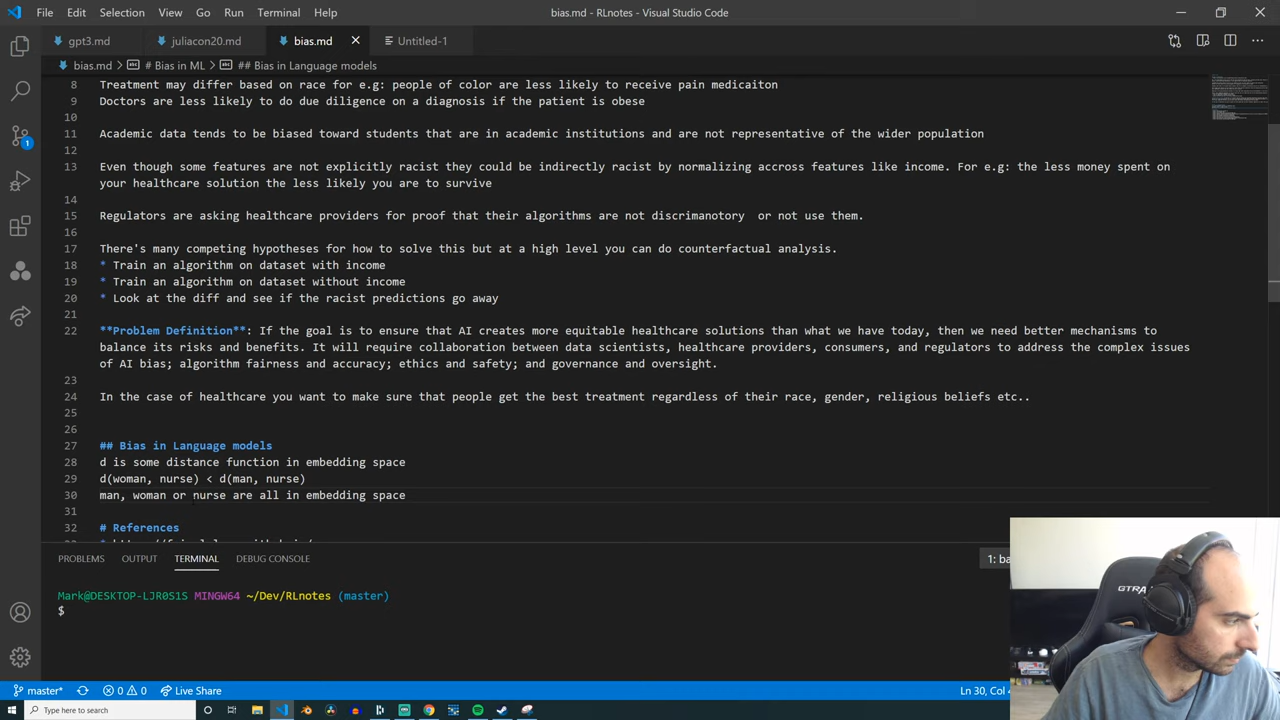 File Edit Selection View Go Run Terminal Help
bias.md - RLnotes - Visual Studio Code
gpt3.md juliacon20.md bias.md Untitled-1
bias.md > # Bias in ML > ## Bias in Language models
8 Treatment may differ based on race for e.g: people of color are less likely to receive pain medicaiton
9 Doctors are less likely to do due diligence on a diagnosis if the patient is obese
10
11 Academic data tends to be biased toward students that are in academic institutions and are not representative of the wider population
12
13 Even though some features are not explicitly racist they could be indirectly racist by normalizing accross features like income. For e.g: the less money spent on
your healthcare solution the less likely you are to survive
14
15 Regulators are asking healthcare providers for proof that their algorithms are not discrimanotory  or not use them.
16
17 There's many competing hypotheses for how to solve this but at a high level you can do counterfactual analysis.
18 * Train an algorithm on dataset with income
19 * Train an algorithm on dataset without income
20 * Look at the diff and see if the racist predictions go away
21
22 **Problem Definition**: If the goal is to ensure that AI creates more equitable healthcare solutions than what we have today, then we need better mechanisms to
balance its risks and benefits. It will require collaboration between data scientists, healthcare providers, consumers, and regulators to address the complex issues
of AI bias; algorithm fairness and accuracy; ethics and safety; and governance and oversight.
23
24 In the case of healthcare you want to make sure that people get the best treatment regardless of their race, gender, religious beliefs etc..
25
26
27 ## Bias in Language models
28 d is some distance function in embedding space
29 d(woman, nurse) < d(man, nurse)
30 man, woman or nurse are all in embedding space
31
32 # References
PROBLEMS OUTPUT TERMINAL DEBUG CONSOLE
1: ba
Mark@DESKTOP-LJR0S1S MINGW64 ~/Dev/RLnotes (master)
$
GTRA
master* 0 0 Live Share
Ln 30, Col
Type here to search